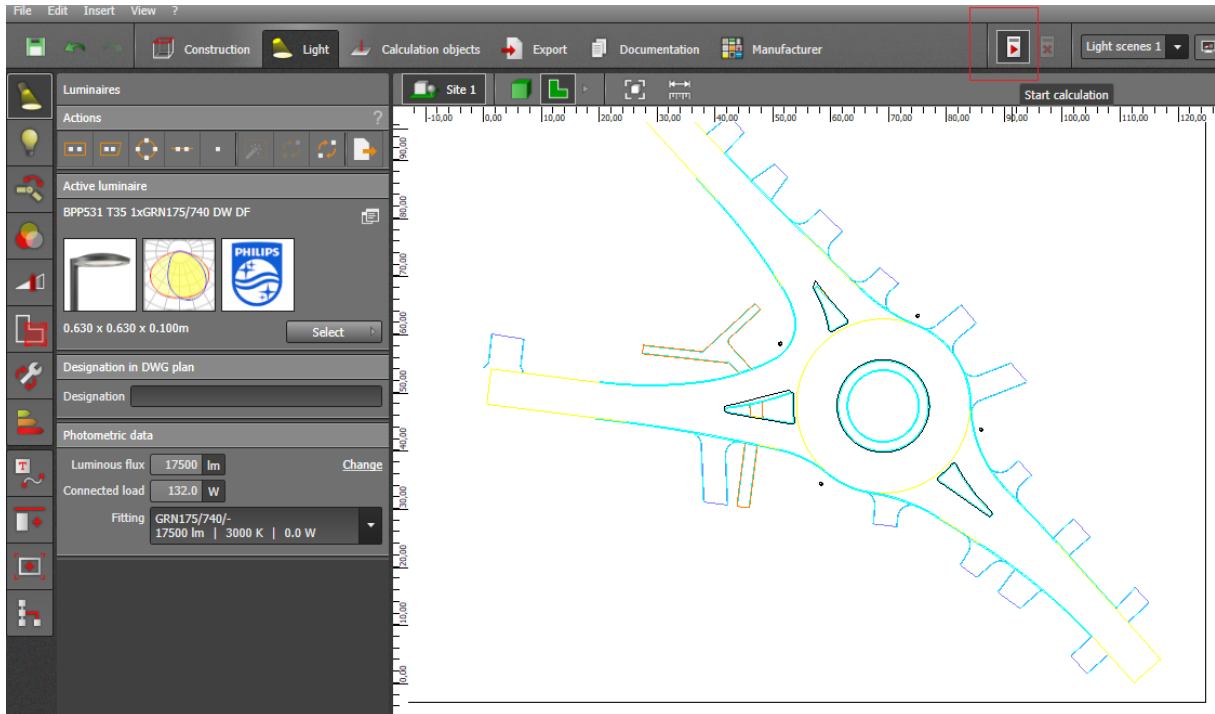 File Edit Insert View ?
Construction Light Calculation objects Export Documentation Manufacturer Light scenes 1
Start calculation
Luminaires
Site 1
Actions ?
Active luminaire
BPP531 T35 1xGRN175/740 DW DF
PHILIPS
0.630 x 0.630 x 0.100m Select
Designation in DWG plan
Designation
Photometric data
Luminous flux 17500 lm Change
Connected load 132.0 W
Fitting GRN175/740/-
17500 lm | 3000 K | 0.0 W
T
-10,00 0,00 10,00 20,00 30,00 40,00 50,00 60,00 70,00 80,00 90,00 100,00 110,00 120,00
90,00
80,00
70,00
60,00
50,00
40,00
30,00
20,00
10,00
0,00